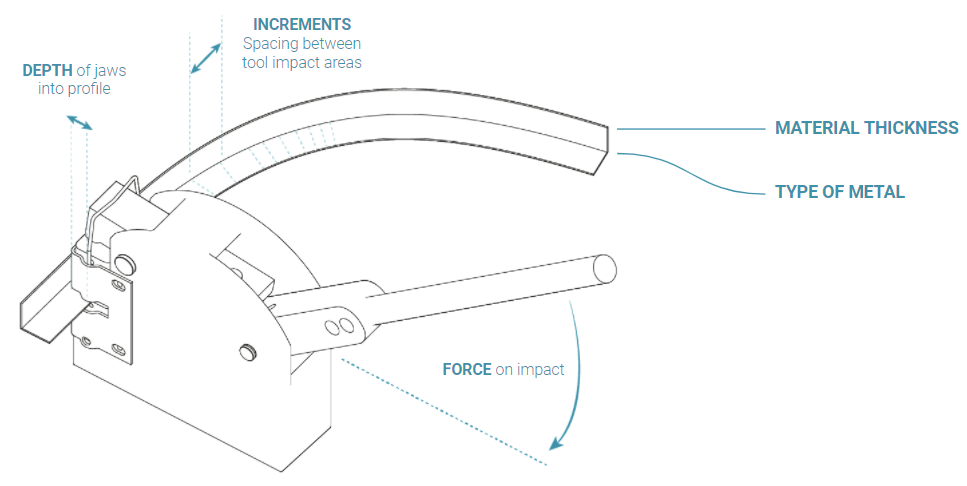 INCREMENTS
Spacing between
tool impact areas
DEPTH of jaws
into profile
MATERIAL THICKNESS
TYPE OF METAL
FORCE on impact